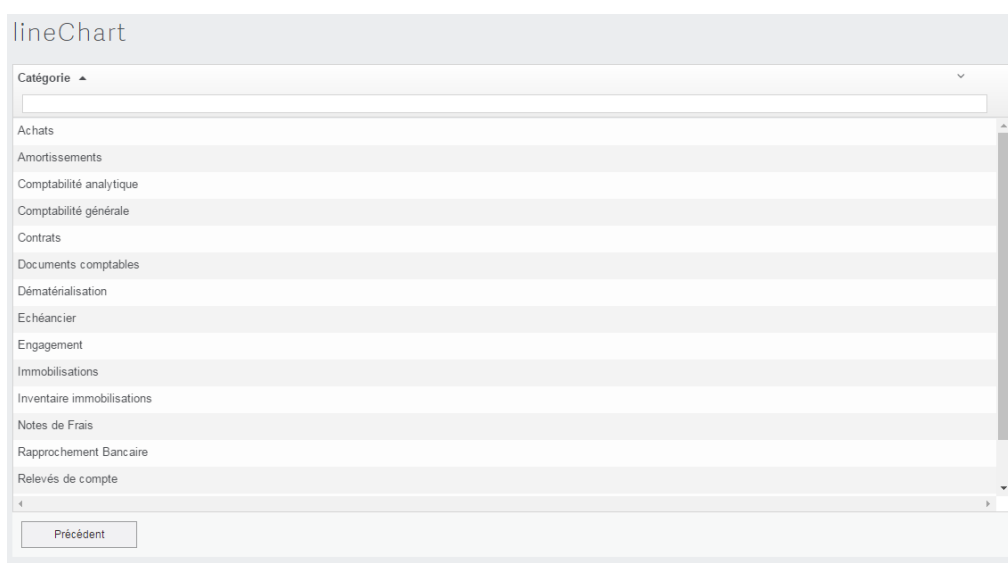 lineChart
Catégorie
Achats
Amortissements
Comptabilité analytique
Comptabilité générale
Contrats
Documents comptables
Dématérialisation
Echéancier
Engagement
Immobilisations
Inventaire immobilisations
Notes de Frais
Rapprochement Bancaire
Relevés de compte
Précédent